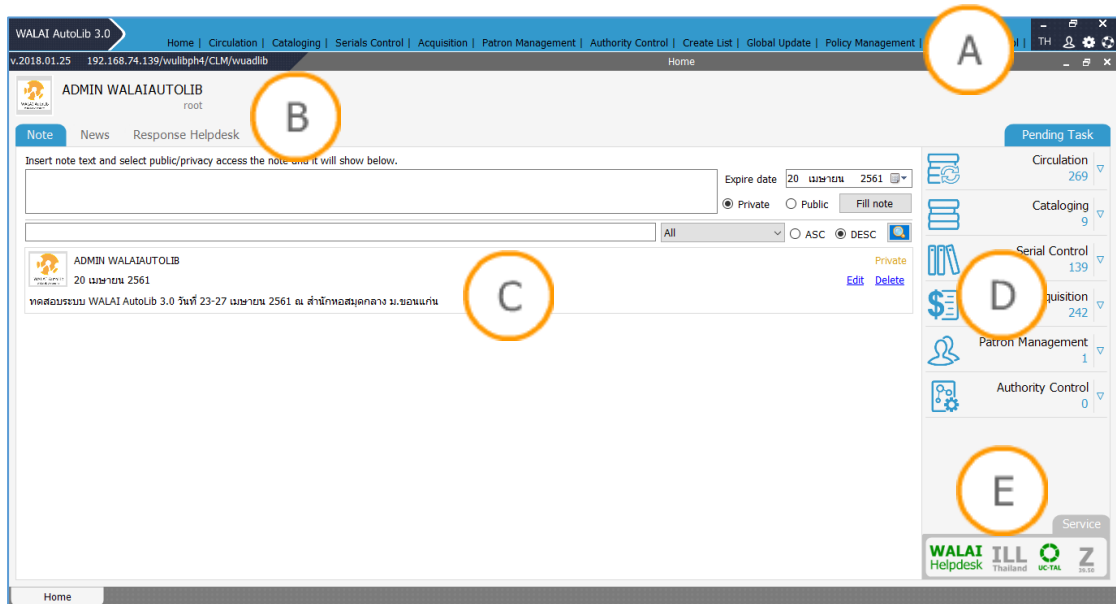 WALAI AutoLib 3.0
Home | Circulation | Cataloging | Serials Control | Acquisition | Patron Management | Authority Control | Create List | Global Update | Policy Management | TH
v.2018.01.25 192.168.74.139/wulibph4/CLM/wuadlib Home
A
ADMIN WALAIAUTOLIB
root
B
Note News Response Helpdesk Pending Task
Insert note text and select public/privacy access the note and it will show below.
Expire date 20 เมษายน 2561
Private Public Fill note
All ASC DESC
ADMIN WALAIAUTOLIB Private
20 เมษายน 2561 Edit Delete
ทดสอบระบบ WALAI AutoLib 3.0 วันที่ 23-27 เมษายน 2561 ณ สำนักหอสมุดกลาง ม.ขอนแก่น
C
Circulation
269
Cataloging
9
Serial Control
139
D
242
Patron Management
1
Authority Control
0
E
Service
WALAI Helpdesk
ILL Thailand
UC-TAL
Z 39.50
Home